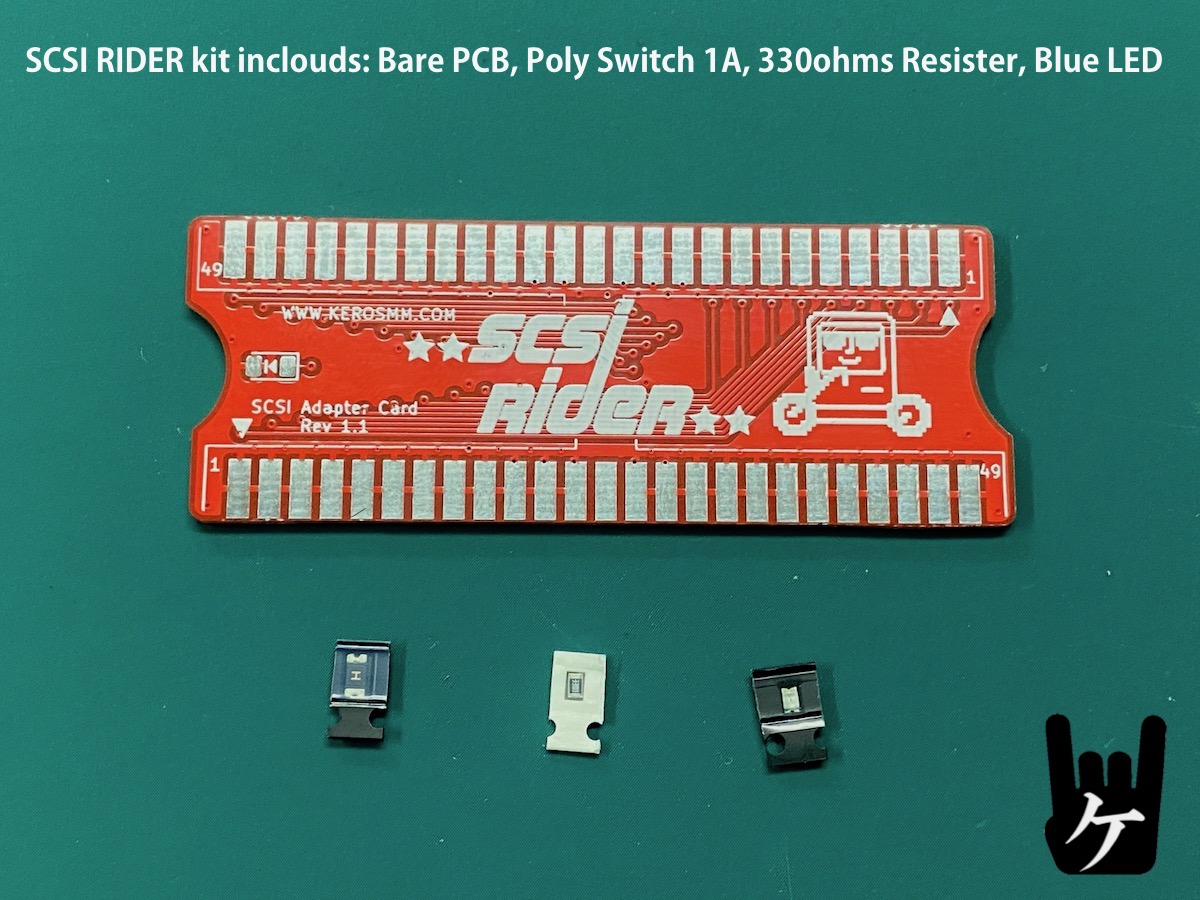 SCSI RIDER kit inclouds: Bare PCB, Poly Switch 1A, 330ohms Resister, Blue LED
49
1
WWW.KEROSMM.COM
SCSi
RideR
SCSI Adapter Card
Rev 1.1
1
49
H
ケ